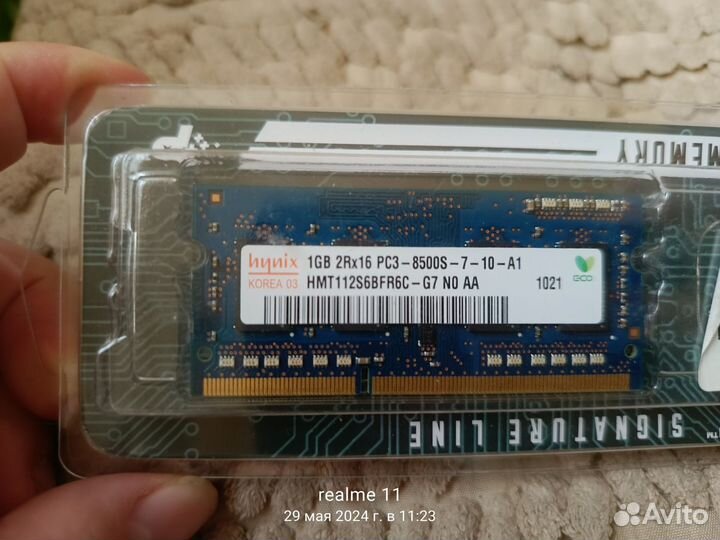 MEMORY
hynix
KOREA 03
1GB 2Rx16 PC3-8500S-7-10-A1
HMT112S6BFR6C-G7 N0 AA
1021
ECO
SIGNATURE LINE
TM
realme 11
29 мая 2024 г. в 11:23
Avito